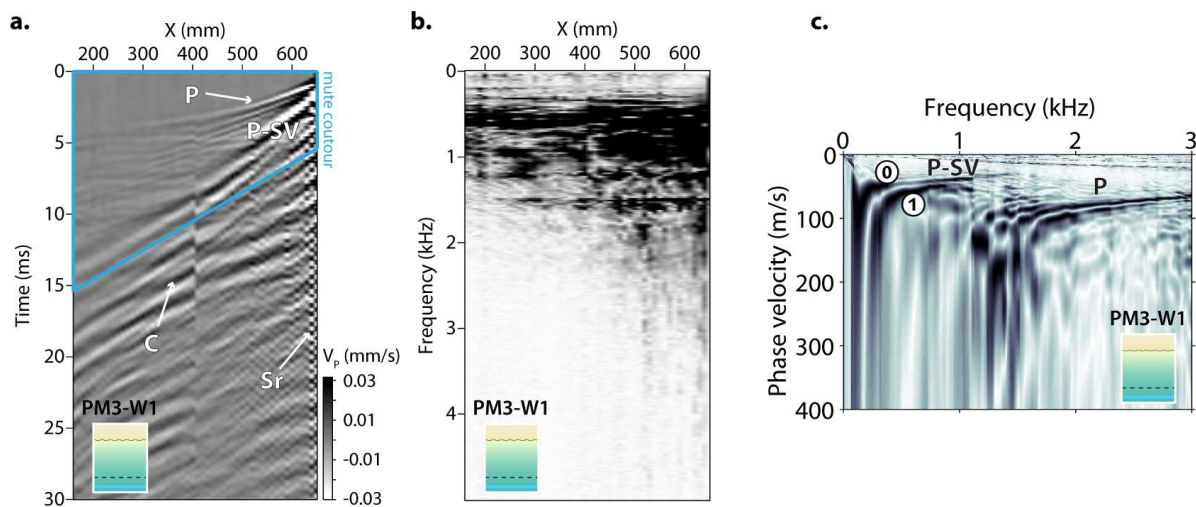 a.
X (mm)
200 300 400 500 600
0
5
10
15
20
25
30
Time (ms)
P
P-SV
C
Sr
mute coutour
PM3-W1
V_P (mm/s)
0.03
0.01
-0.01
-0.03
b.
X (mm)
200 300 400 500 600
0
1
2
3
4
Frequency (kHz)
PM3-W1
c.
Frequency (kHz)
0 1 2 3
0
100
200
300
400
Phase velocity (m/s)
0
P-SV
1
P
PM3-W1